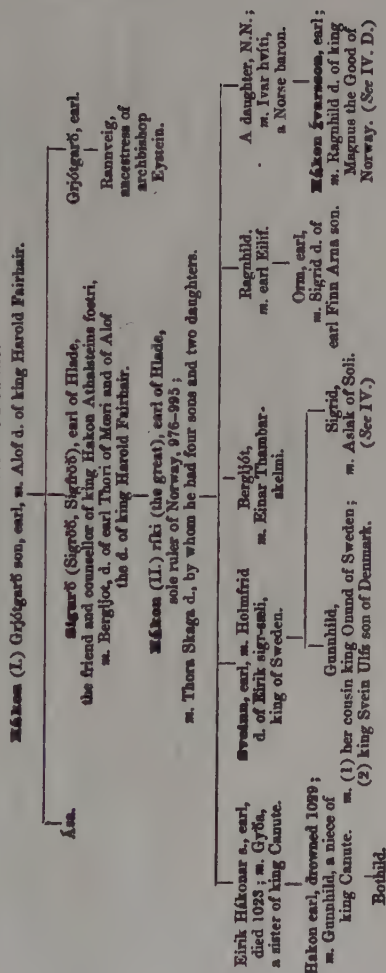 Hákon (I.) Grjótgarð son, earl, m. Alof d. of king Harold Fairhair.
Ása.
Sigurð (Sigröð, Sigfröð), earl of Hlade,
the friend and counsellor of king Hakon Athalsteins fostri,
m. Bergljot, d. of earl Thori of Mœri and of Alof
the d. of king Harold Fairhair.
Grjótgarð, earl.
Rannveig,
ancestress of
archbishop
Eystein.
Hákon (II.) ríki (the great), earl of Hlade,
sole ruler of Norway, 976–995;
m. Thora Skaga d., by whom he had four sons and two daughters.
Eirik Hákonar s., earl,
died 1023; m. Gyða,
a sister of king Canute.
Hakon earl, drowned 1029;
m. Gunnhild, a niece of
king Canute.
Bothild.
Sveinn, earl, m. Holmfrid
d. of Eirik sigr-sæli,
king of Sweden.
Gunnhild,
m. (1) her cousin king Onund of Sweden;
(2) king Svein Ulfs son of Denmark.
Sigrid,
m. Aslak of Soli.
(See IV.)
Bergljót,
m. Einar Thambar-
skelmi.
Ragnhild.
m. earl Eilif.
Orm, earl,
m. Sigrid d. of
earl Finn Arna son.
A daughter, N.N.;
m. Ivar hvíti,
a Norse baron.
Hákon Ívarsson, earl;
m. Ragnhild d. of king
Magnus the Good of
Norway. (See IV. D.)